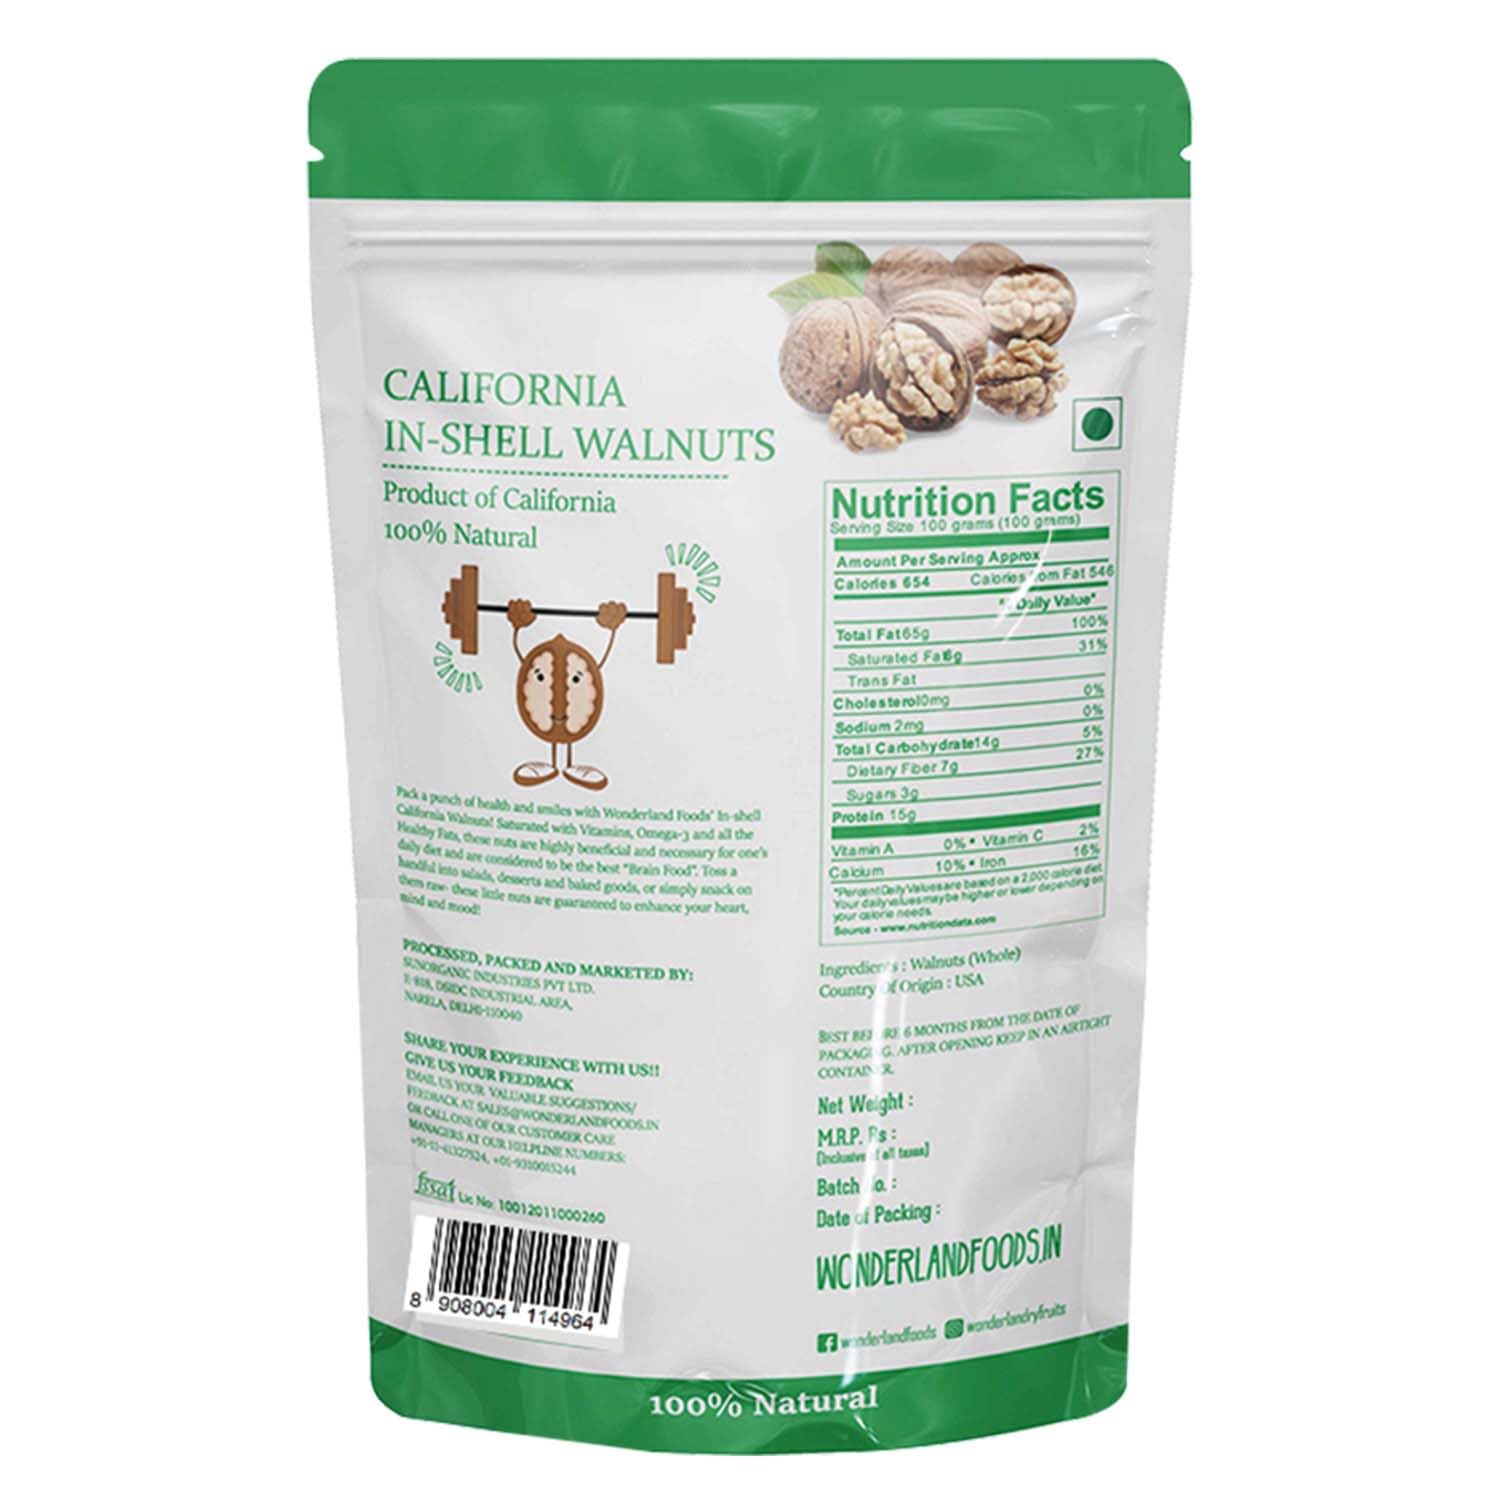 CALIFORNIA
IN-SHELL WALNUTS
Product of California
100% Natural
Pack a punch of health and smiles with Wonderland Foods' In-shell
California Walnuts! Saturated with Vitamins, Omega-3 and all the
Healthy Fats, these nuts are highly beneficial and necessary for one's
daily diet and are considered to be the best "Brain Food". Toss a
handful into salads, desserts and baked goods, or simply snack on
them raw- these little nuts are guaranteed to enhance your heart,
mind and mood!
PROCESSED, PACKED AND MARKETED BY:
SUNORGANIC INDUSTRIES PVT LTD.
E-818, DSIDC INDUSTRIAL AREA,
NARELA, DELHI-110040
SHARE YOUR EXPERIENCE WITH US!!
GIVE US YOUR FEEDBACK
EMAIL US YOUR VALUABLE SUGGESTIONS/
FEEDBACK AT SALES@WONDERLANDFOODS.IN
OR CALL ONE OF OUR CUSTOMER CARE
MANAGERS AT OUR HELPLINE NUMBERS:
+91-11-41327524, +01-9310015244
fssai Lic No: 10012011000260
8 908004 114964
Nutrition Facts
Serving Size 100 grams (100 grams)
Amount Per Serving Approx
Calories 654 Calories from Fat 546
% Daily Value*
Total Fat 65g 100%
Saturated Fat 6g 31%
Trans Fat
Cholesterol 0mg 0%
Sodium 2mg 0%
Total Carbohydrate 14g 5%
Dietary Fiber 7g 27%
Sugars 3g
Protein 15g
Vitamin A 0% • Vitamin C 2%
Calcium 10% • Iron 16%
*Percent Daily Values are based on a 2,000 calorie diet.
Your daily values may be higher or lower depending on
your calorie needs.
Source - www.nutritiondata.com
Ingredients : Walnuts (Whole)
Country Of Origin : USA
BEST BEFORE 6 MONTHS FROM THE DATE OF
PACKAGING. AFTER OPENING KEEP IN AN AIRTIGHT
CONTAINER.
Net Weight :
M.R.P. Rs :
(Inclusive of all taxes)
Batch No. :
Date of Packing :
WONDERLANDFOODS.IN
wonderlandfoods wonderlandryfruits
100% Natural